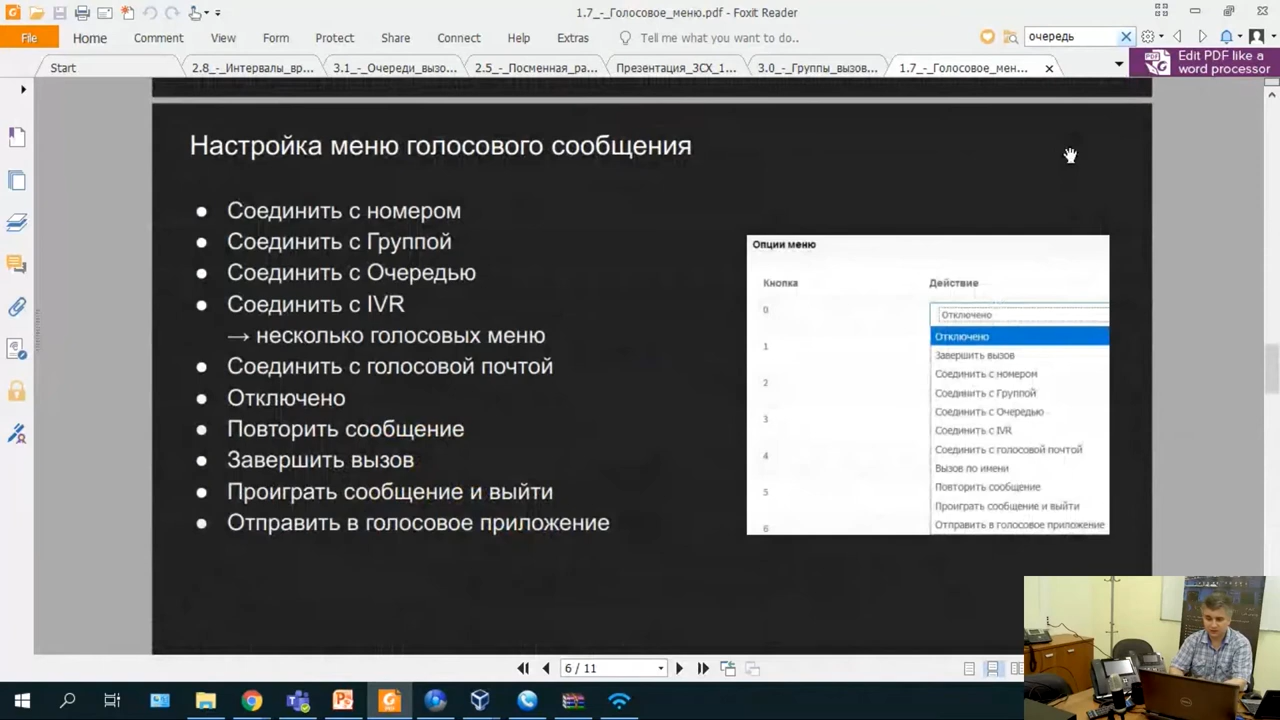 1.7_-_Голосовое_меню.pdf - Foxit Reader
File Home Comment View Form Protect Share Connect Help Extras Tell me what you want to do.. очередь
Start 2.8_-_Интервалы_вр... 3.1_-_Очереди_вызо... 2.5_-_Посменная_ра... Презентация_3CX_-_... 3.0_-_Группы_вызов... 1.7_-_Голосовое_мен...
Edit PDF like a
word processor
Настройка меню голосового сообщения
● Соединить с номером
● Соединить с Группой
● Соединить с Очередью
● Соединить с IVR
→ несколько голосовых меню
● Соединить с голосовой почтой
● Отключено
● Повторить сообщение
● Завершить вызов
● Проиграть сообщение и выйти
● Отправить в голосовое приложение
Опции меню
Кнопка Действие
0 Отключено
Отключено
1
Завершить вызов
Соединить с номером
2
Соединить с Группой
Соединить с Очередью
3
Соединить с IVR
Соединить с голосовой почтой
4
Вызов по имени
Повторить сообщение
5
Проиграть сообщение и выйти
Отправить в голосовое приложение
6
6 / 11